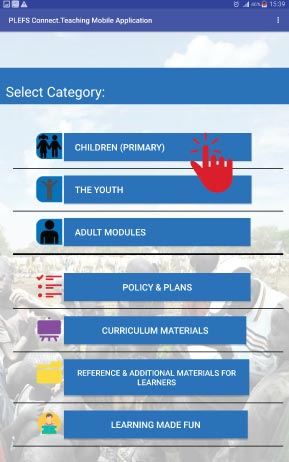 46% 15:39
PLEFS Connect.Teaching Mobile Application
Select Category:
CHILDREN (PRIMARY)
THE YOUTH
ADULT MODULES
POLICY & PLANS
CURRICULUM MATERIALS
REFERENCE & ADDITIONAL MATERIALS FOR
LEARNERS
LEARNING MADE FUN